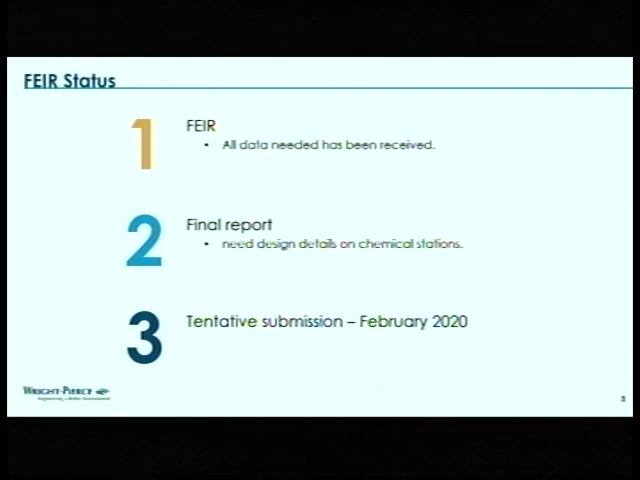 FEIR Status
1
FEIR
• All data needed has been received.
2
Final report
• need design details on chemical stations.
3
Tentative submission – February 2020
WRIGHT-PIERCE
Engineering a Better Environment
3